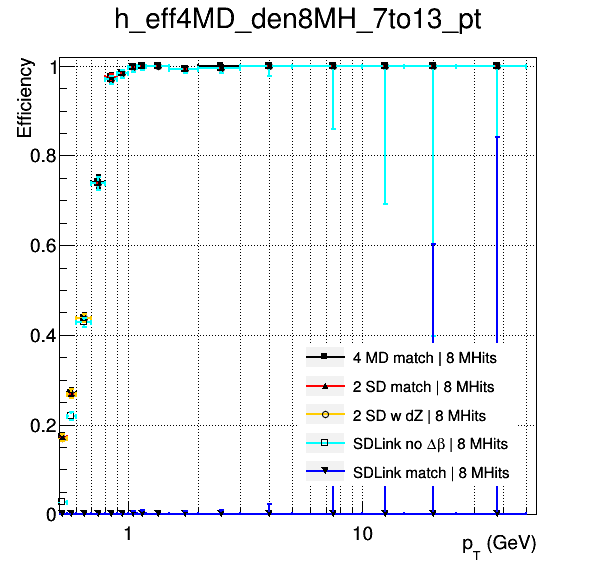 h_eff4MD_den8MH_7to13_pt
Efficiency
1
0.8
0.6
0.4
0.2
0
4 MD match | 8 MHits
2 SD match | 8 MHits
2 SD w dZ | 8 MHits
SDLink no Δβ | 8 MHits
SDLink match | 8 MHits
1 10
p_T (GeV)